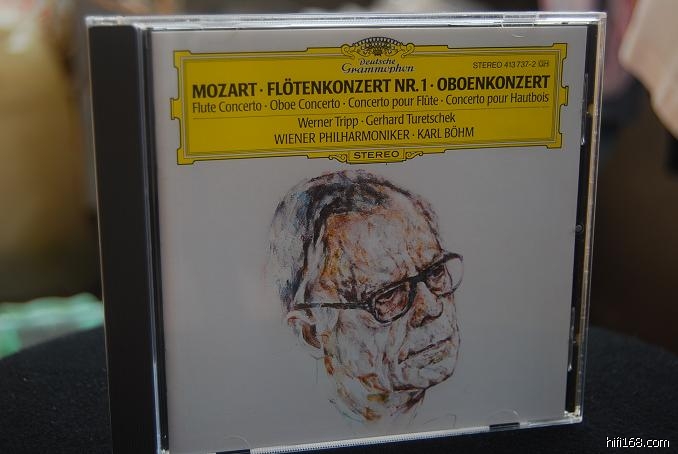 Deutsche
Grammophon
STEREO 413 737-2 GH
MOZART · FLÖTENKONZERT NR. 1 · OBOENKONZERT
Flute Concerto · Oboe Concerto · Concerto pour Flûte · Concerto pour Hautbois
Werner Tripp · Gerhard Turetschek
WIENER PHILHARMONIKER · KARL BÖHM
STEREO
hifi168.com